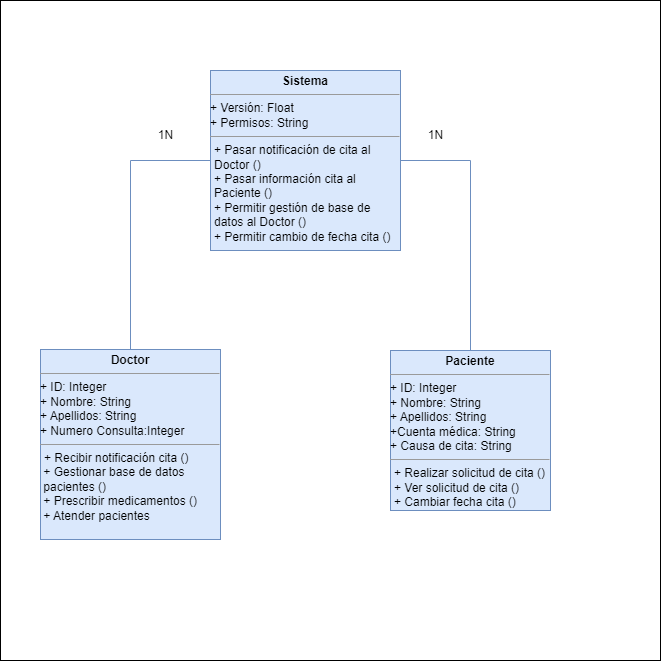 Sistema
+ Versión: Float
+ Permisos: String
1N
1N
+ Pasar notificación de cita al
Doctor ()
+ Pasar información cita al
Paciente ()
+ Permitir gestión de base de
datos al Doctor ()
+ Permitir cambio de fecha cita ()
Doctor
+ ID: Integer
+ Nombre: String
+ Apellidos: String
+ Numero Consulta:Integer
+ Recibir notificación cita ()
+ Gestionar base de datos
pacientes ()
+ Prescribir medicamentos ()
+ Atender pacientes
Paciente
+ ID: Integer
+ Nombre: String
+ Apellidos: String
+Cuenta médica: String
+ Causa de cita: String
+ Realizar solicitud de cita ()
+ Ver solicitud de cita ()
+ Cambiar fecha cita ()